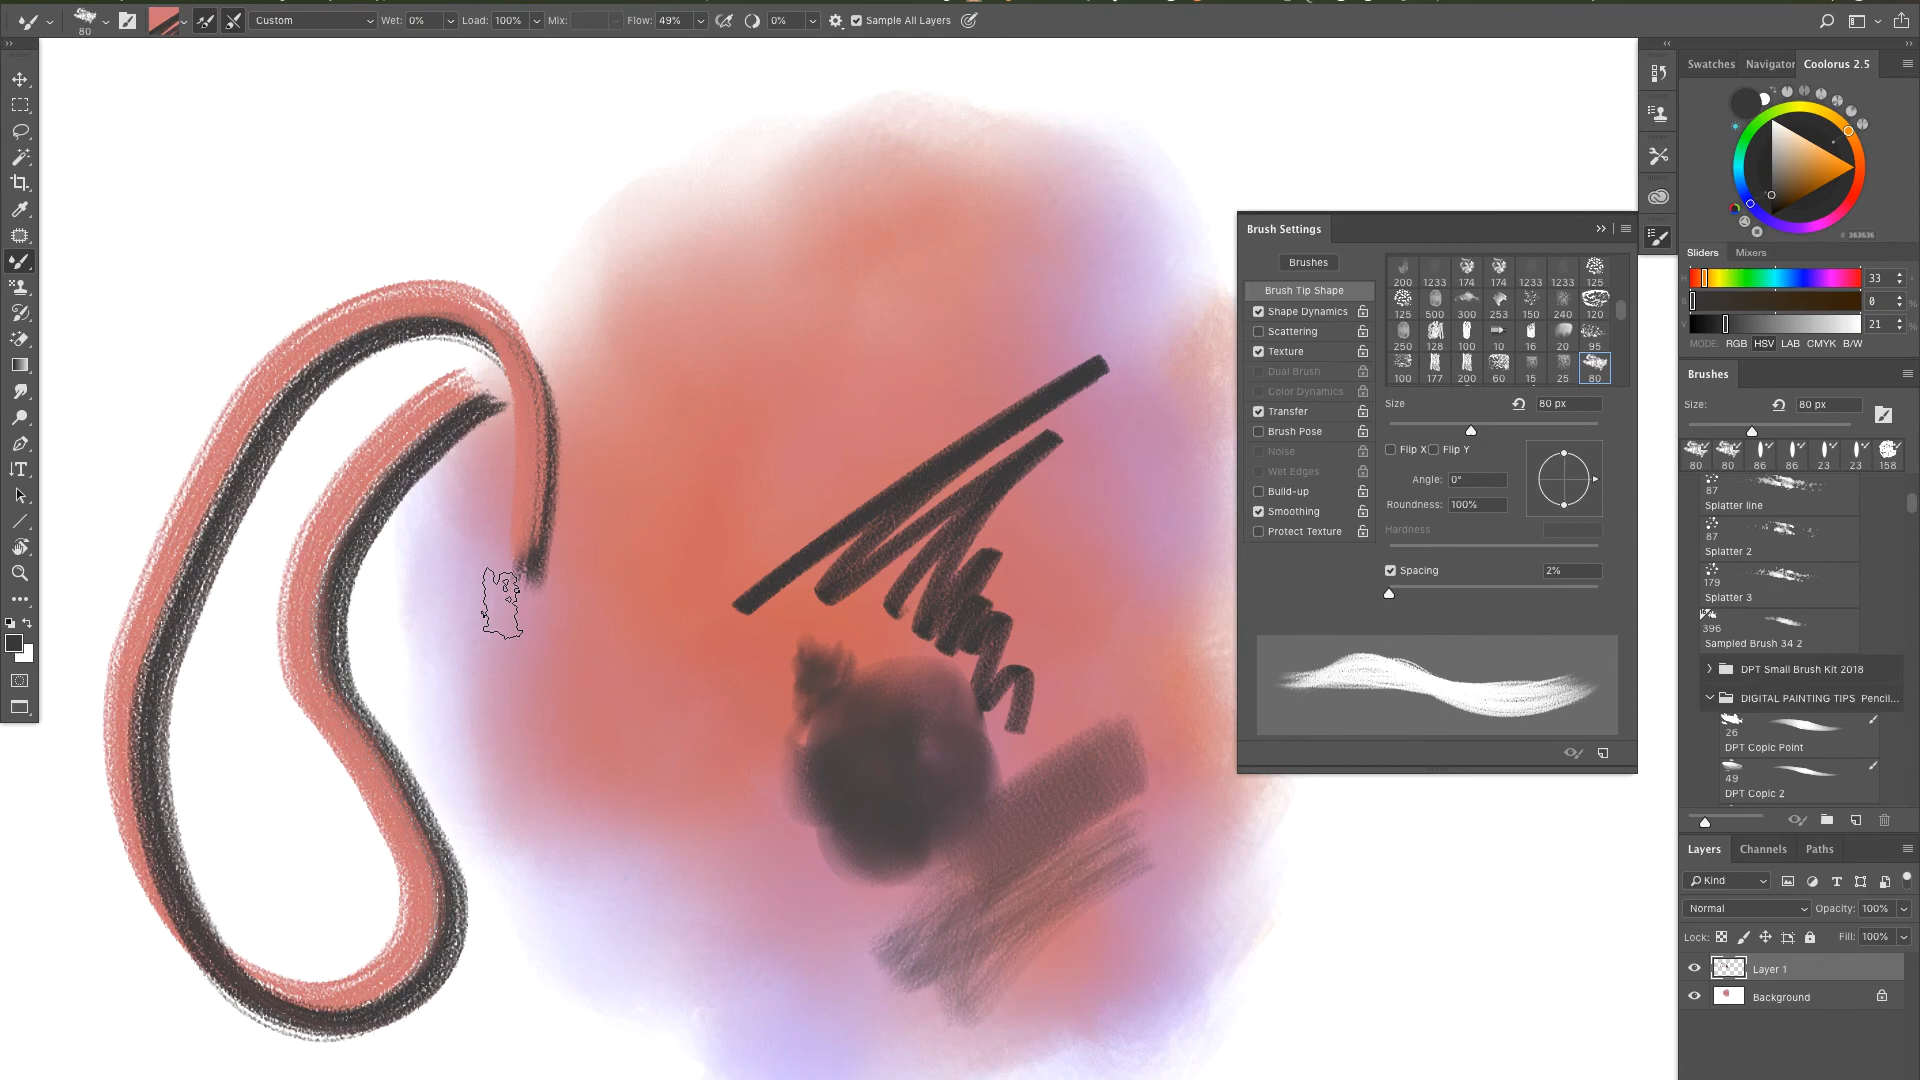 80
Custom
Wet: 0%
Load: 100%
Mix:
Flow: 49%
0%
Sample All Layers
Swatches Navigator Coolorus 2.5
# 363636
Sliders Mixers
H 33 °
S 0 %
V 21 %
MODE: RGB HSV LAB CMYK B/W
Brushes
Size: 80 px
80 80 86 86 23 23 158
87
Splatter line
87
Splatter 2
179
Splatter 3
396
Sampled Brush 34 2
DPT Small Brush Kit 2018
DIGITAL PAINTING TIPS Pencil...
26
DPT Copic Point
49
DPT Copic 2
Layers Channels Paths
Kind
Normal Opacity: 100%
Lock: Fill: 100%
Layer 1
Background
Brush Settings
Brushes
Brush Tip Shape
Shape Dynamics
Scattering
Texture
Dual Brush
Color Dynamics
Transfer
Brush Pose
Noise
Wet Edges
Build-up
Smoothing
Protect Texture
200 1233 174 174 1233 1233 125
125 500 300 253 150 240 120
250 128 100 10 16 20 95
100 177 200 60 15 25 80
Size 80 px
Flip X Flip Y
Angle: 0°
Roundness: 100%
Hardness
Spacing 2%